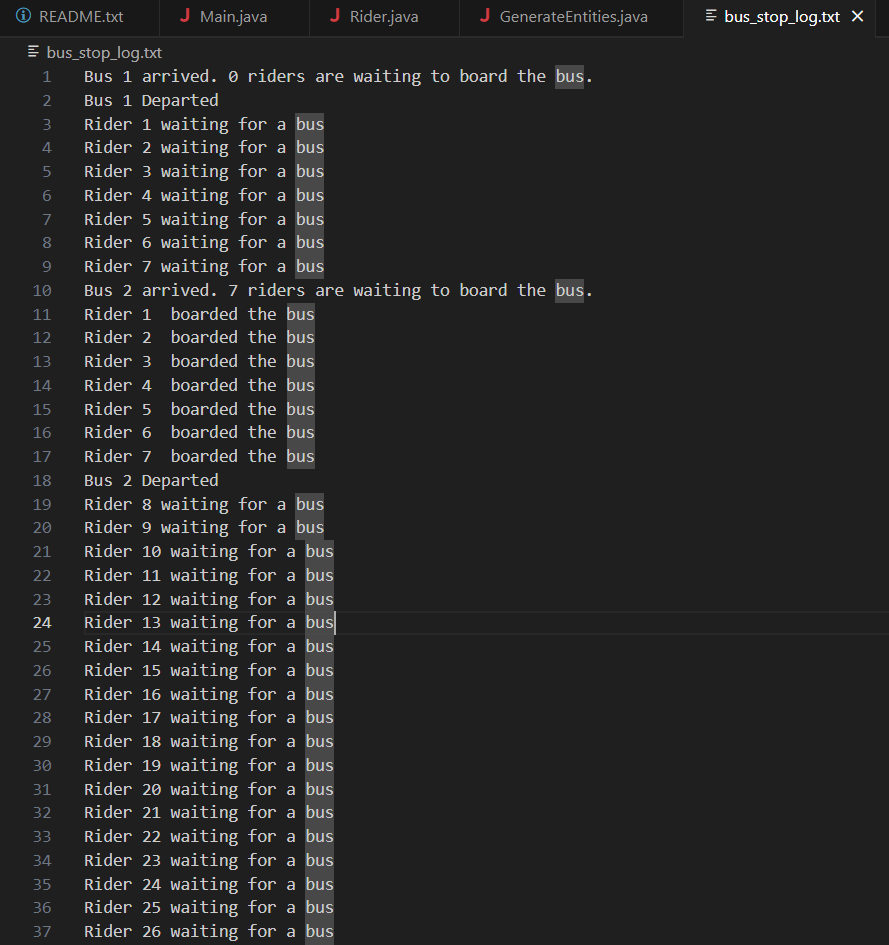 README.txt Main.java Rider.java GenerateEntities.java bus_stop_log.txt
bus_stop_log.txt
1 Bus 1 arrived. 0 riders are waiting to board the bus.
2 Bus 1 Departed
3 Rider 1 waiting for a bus
4 Rider 2 waiting for a bus
5 Rider 3 waiting for a bus
6 Rider 4 waiting for a bus
7 Rider 5 waiting for a bus
8 Rider 6 waiting for a bus
9 Rider 7 waiting for a bus
10 Bus 2 arrived. 7 riders are waiting to board the bus.
11 Rider 1  boarded the bus
12 Rider 2  boarded the bus
13 Rider 3  boarded the bus
14 Rider 4  boarded the bus
15 Rider 5  boarded the bus
16 Rider 6  boarded the bus
17 Rider 7  boarded the bus
18 Bus 2 Departed
19 Rider 8 waiting for a bus
20 Rider 9 waiting for a bus
21 Rider 10 waiting for a bus
22 Rider 11 waiting for a bus
23 Rider 12 waiting for a bus
24 Rider 13 waiting for a bus
25 Rider 14 waiting for a bus
26 Rider 15 waiting for a bus
27 Rider 16 waiting for a bus
28 Rider 17 waiting for a bus
29 Rider 18 waiting for a bus
30 Rider 19 waiting for a bus
31 Rider 20 waiting for a bus
32 Rider 21 waiting for a bus
33 Rider 22 waiting for a bus
34 Rider 23 waiting for a bus
35 Rider 24 waiting for a bus
36 Rider 25 waiting for a bus
37 Rider 26 waiting for a bus